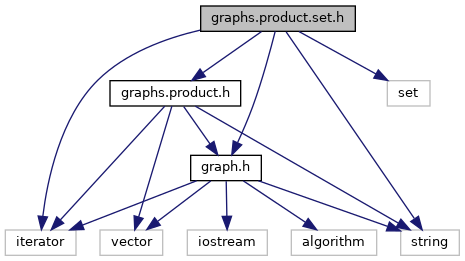 graphs.product.set.h
graphs.product.h
set
graph.h
iterator
vector
iostream
algorithm
string